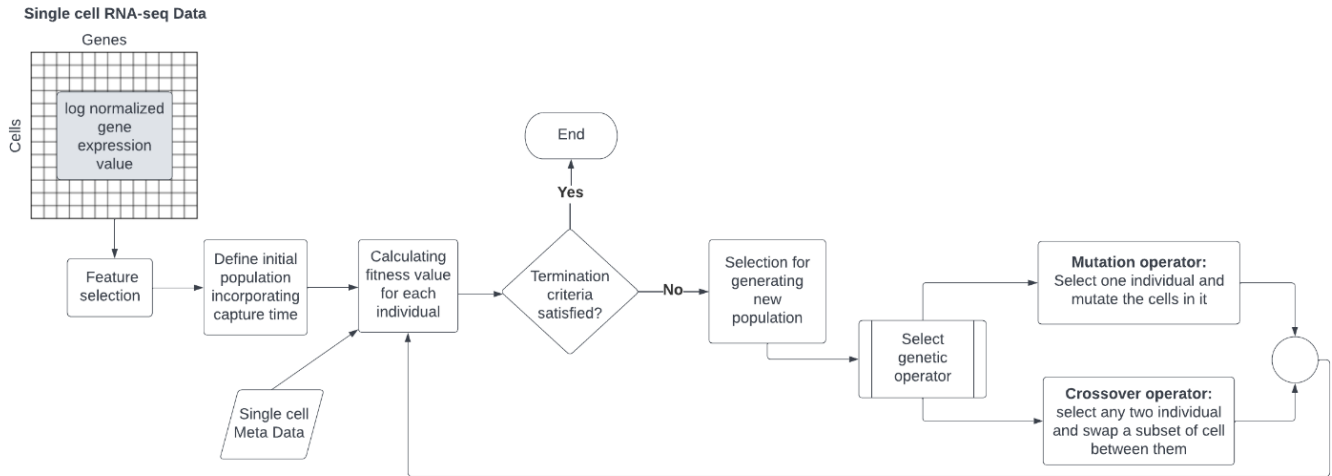 Single cell RNA-seq Data
Genes
Cells
log normalized
gene
expression
value
Feature
selection
Define initial
population
incorporating
capture time
Single cell
Meta Data
Calculating
fitness value
for each
individual
End
Yes
Termination
criteria
satisfied?
No
Selection for
generating
new
population
Select
genetic
operator
Mutation operator:
Select one individual and
mutate the cells in it
Crossover operator:
select any two individual
and swap a subset of cell
between them